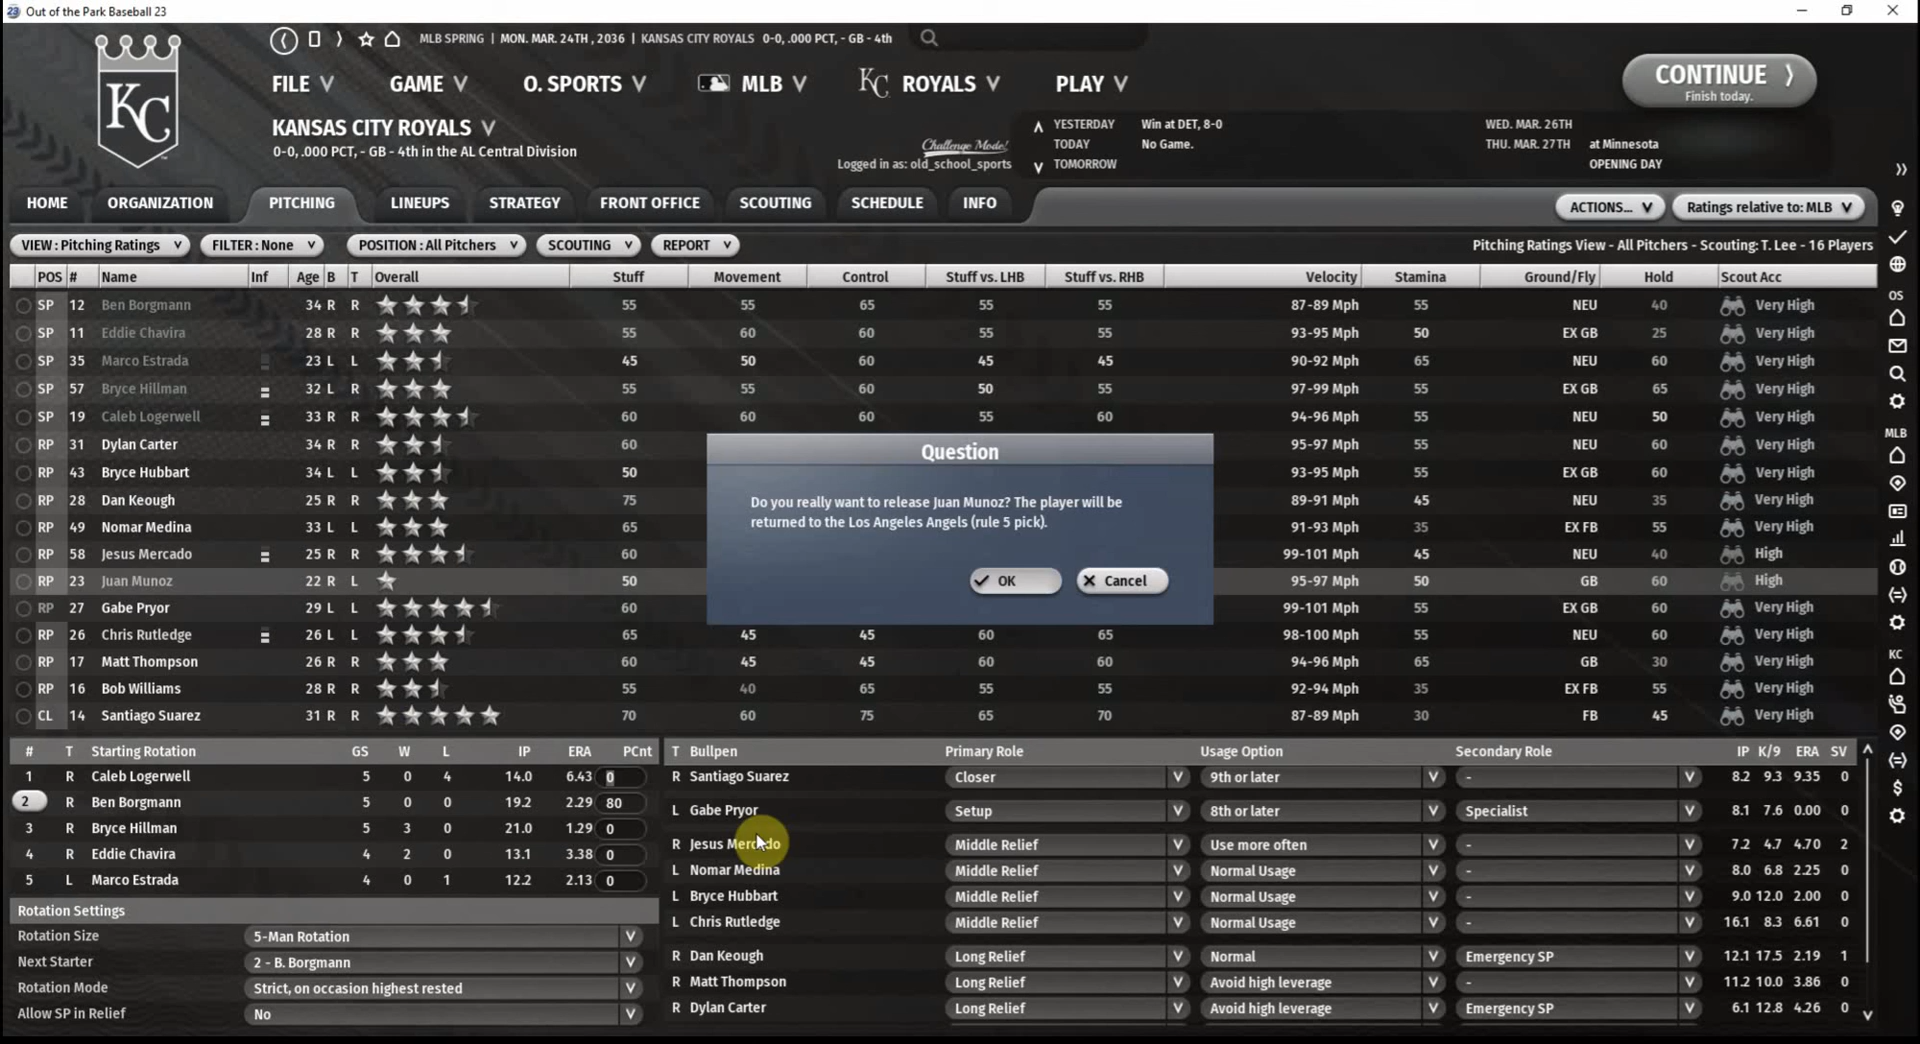 23 Out of the Park Baseball 23
MLB SPRING | MON. MAR. 24TH , 2036 | KANSAS CITY ROYALS 0-0, .000 PCT, - GB - 4th
KC
FILE GAME O. SPORTS MLB KC ROYALS PLAY
CONTINUE
Finish today.
KANSAS CITY ROYALS
0-0, .000 PCT, - GB - 4th in the AL Central Division
Challenge Mode!
Logged in as: old_school_sports
YESTERDAY Win at DET, 8-0
TODAY No Game.
TOMORROW
WED. MAR. 26TH
THU. MAR. 27TH at Minnesota
OPENING DAY
HOME ORGANIZATION PITCHING LINEUPS STRATEGY FRONT OFFICE SCOUTING SCHEDULE INFO
ACTIONS... Ratings relative to: MLB
VIEW : Pitching Ratings FILTER : None POSITION : All Pitchers SCOUTING REPORT
Pitching Ratings View - All Pitchers - Scouting: T. Lee - 16 Players
POS # Name Inf Age B T Overall Stuff Movement Control Stuff vs. LHB Stuff vs. RHB Velocity Stamina Ground/Fly Hold Scout Acc
SP 12 Ben Borgmann 34 R R 55 55 65 55 55 87-89 Mph 55 NEU 40 Very High
SP 11 Eddie Chavira 28 R R 55 60 60 55 55 93-95 Mph 50 EX GB 25 Very High
SP 35 Marco Estrada 23 L L 45 50 60 45 45 90-92 Mph 65 NEU 60 Very High
SP 57 Bryce Hillman 32 L R 55 55 60 50 55 97-99 Mph 55 EX GB 65 Very High
SP 19 Caleb Logerwell 33 R R 60 60 60 55 60 94-96 Mph 55 NEU 50 Very High
RP 31 Dylan Carter 34 R R 60 95-97 Mph 55 NEU 60 Very High
RP 43 Bryce Hubbart 34 L L 50 93-95 Mph 55 EX GB 60 Very High
RP 28 Dan Keough 25 R R 75 89-91 Mph 45 NEU 35 Very High
RP 49 Nomar Medina 33 L L 65 91-93 Mph 35 EX FB 55 Very High
RP 58 Jesus Mercado 25 R R 60 99-101 Mph 45 NEU 40 High
RP 23 Juan Munoz 22 R L 50 95-97 Mph 50 GB 60 High
RP 27 Gabe Pryor 29 L L 60 99-101 Mph 55 EX GB 60 Very High
RP 26 Chris Rutledge 26 L L 65 45 45 60 65 98-100 Mph 55 NEU 60 Very High
RP 17 Matt Thompson 26 R R 60 45 45 60 60 94-96 Mph 65 GB 30 Very High
RP 16 Bob Williams 28 R R 55 40 65 55 55 92-94 Mph 35 EX FB 55 Very High
CL 14 Santiago Suarez 31 R R 70 60 75 65 70 87-89 Mph 30 FB 45 Very High
Question
Do you really want to release Juan Munoz? The player will be
returned to the Los Angeles Angels (rule 5 pick).
OK Cancel
# T Starting Rotation GS W L IP ERA PCnt
1 R Caleb Logerwell 5 0 4 14.0 6.43 0
2 R Ben Borgmann 5 0 0 19.2 2.29 80
3 R Bryce Hillman 5 3 0 21.0 1.29 0
4 R Eddie Chavira 4 2 0 13.1 3.38 0
5 L Marco Estrada 4 0 1 12.2 2.13 0
Rotation Settings
Rotation Size 5-Man Rotation
Next Starter 2 - B. Borgmann
Rotation Mode Strict, on occasion highest rested
Allow SP in Relief No
T Bullpen Primary Role Usage Option Secondary Role IP K/9 ERA SV
R Santiago Suarez Closer 9th or later - 8.2 9.3 9.35 0
L Gabe Pryor Setup 8th or later Specialist 8.1 7.6 0.00 0
R Jesus Mercado Middle Relief Use more often - 7.2 4.7 4.70 2
L Nomar Medina Middle Relief Normal Usage - 8.0 6.8 2.25 0
L Bryce Hubbart Middle Relief Normal Usage - 9.0 12.0 2.00 0
L Chris Rutledge Middle Relief Normal Usage - 16.1 8.3 6.61 0
R Dan Keough Long Relief Normal Emergency SP 12.1 17.5 2.19 1
R Matt Thompson Long Relief Avoid high leverage - 11.2 10.0 3.86 0
R Dylan Carter Long Relief Avoid high leverage Emergency SP 6.1 12.8 4.26 0
OS
MLB
KC